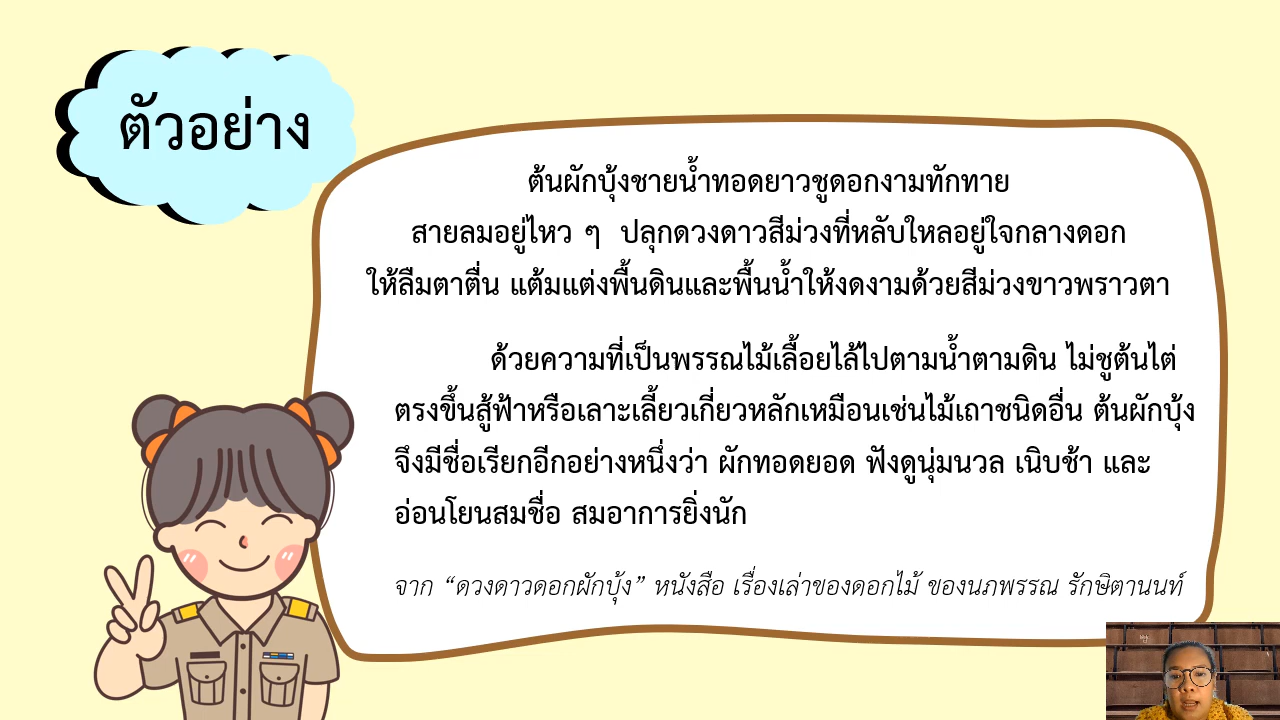 ตัวอย่าง
ต้นผักบุ้งชายน้ำทอดยาวชูดอกงามทักทาย
สายลมอยู่ไหว ๆ ปลุกดวงดาวสีม่วงที่หลับใหลอยู่ใจกลางดอก
ให้ลืมตาตื่น แต้มแต่งพื้นดินและพื้นน้ำให้งดงามด้วยสีม่วงขาวพราวตา
ด้วยความที่เป็นพรรณไม้เลื้อยไล้ไปตามน้ำตามดิน ไม่ชูต้นไต่
ตรงขึ้นสู้ฟ้าหรือเลาะเลี้ยวเกี่ยวหลักเหมือนเช่นไม้เถาชนิดอื่น ต้นผักบุ้ง
จึงมีชื่อเรียกอีกอย่างหนึ่งว่า ผักทอดยอด ฟังดูนุ่มนวล เนิบช้า และ
อ่อนโยนสมชื่อ สมอาการยิ่งนัก
จาก “ดวงดาวดอกผักบุ้ง” หนังสือ เรื่องเล่าของดอกไม้ ของนภพรรณ รักษิตานนท์